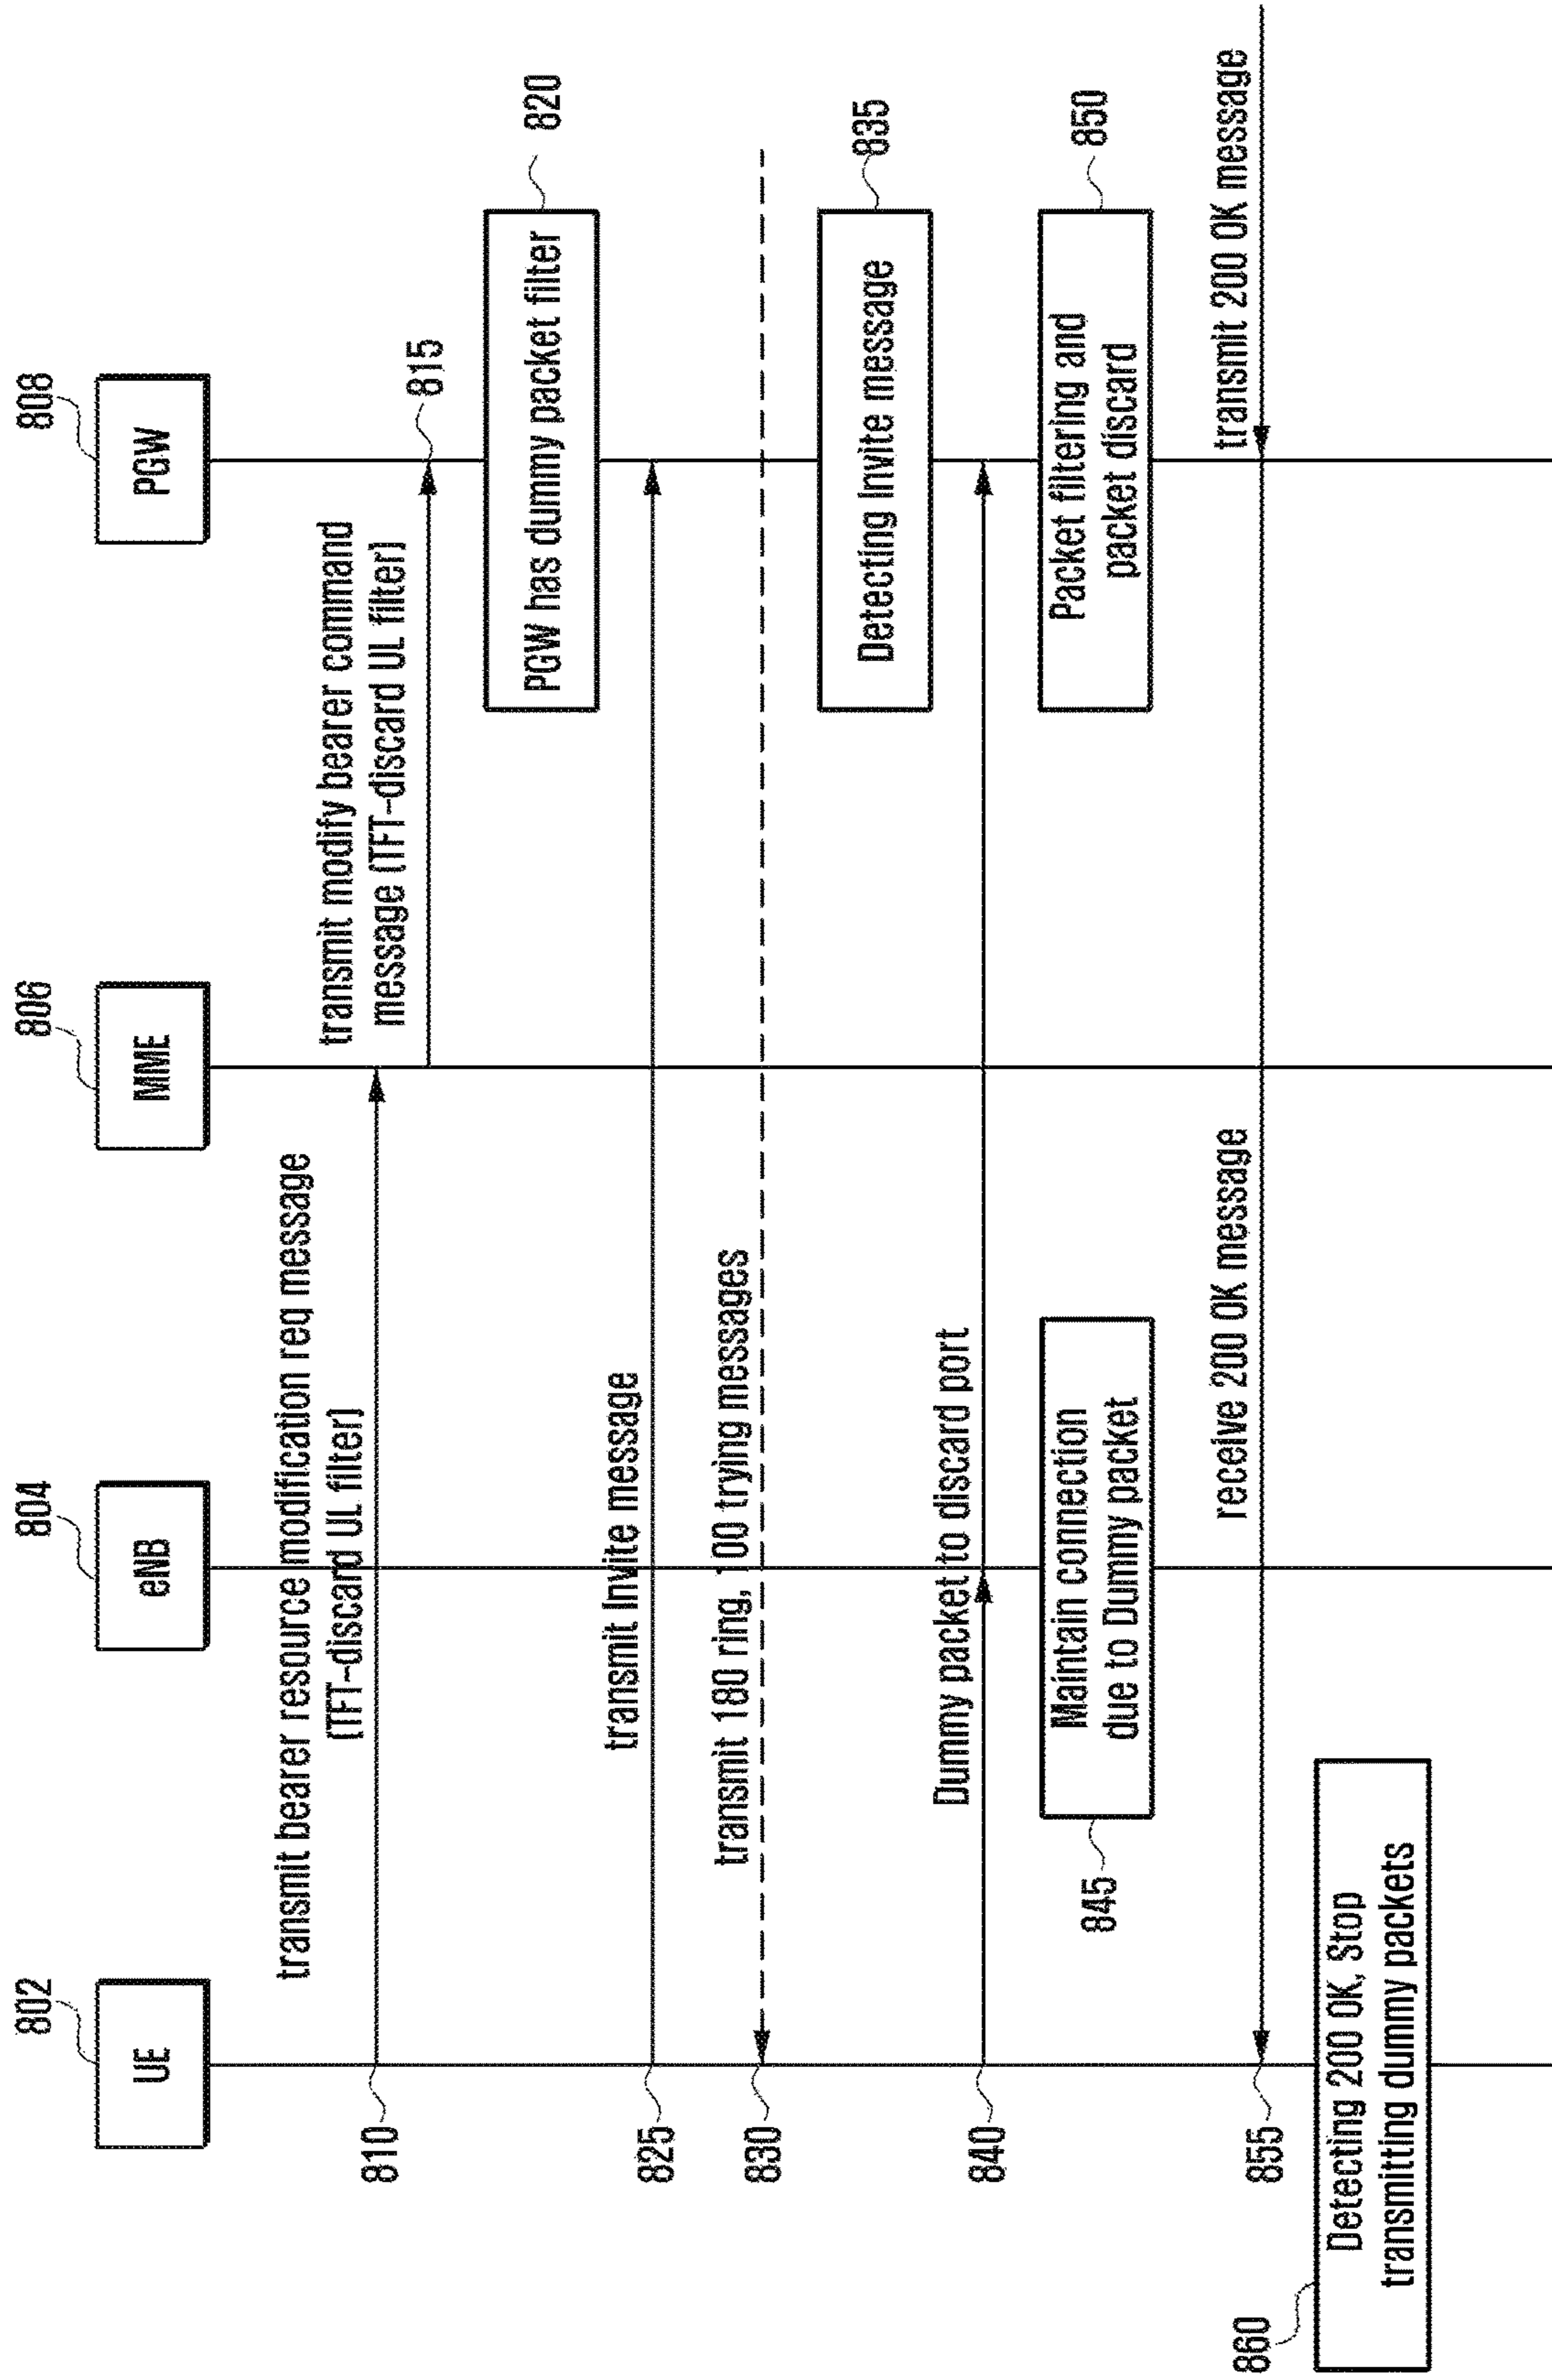 802
UE
804
eNB
806
MME
808
PGW
transmit bearer resource modification req message
(TFT-discard UL filter)
810
transmit modify bearer command
message (TFT-discard UL filter)
815
PGW has dummy packet filter
820
transmit Invite message
825
transmit 180 ring, 100 trying messages
830
Detecting Invite message
835
Dummy packet to discard port
840
Maintain connection
due to Dummy packet
845
Packet filtering and
packet discard
850
receive 200 OK message
transmit 200 OK message
855
Detecting 200 OK, Stop
transmitting dummy packets
860